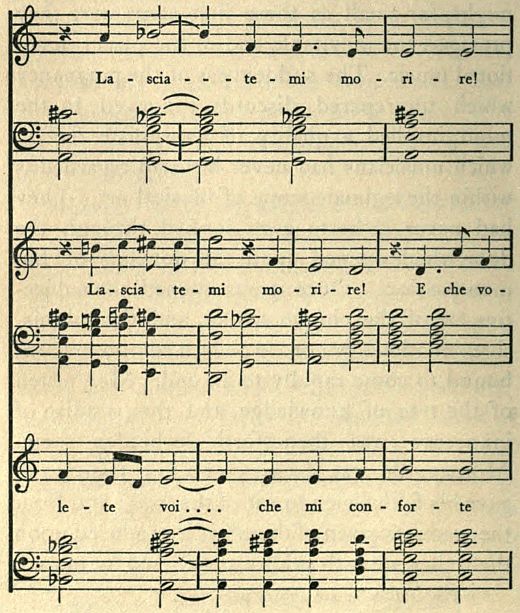 La - scia - te mi mo - ri - re!
La - scia te - mi mo - ri - re! E che vo -
le te voi . . . . che mi con - for te